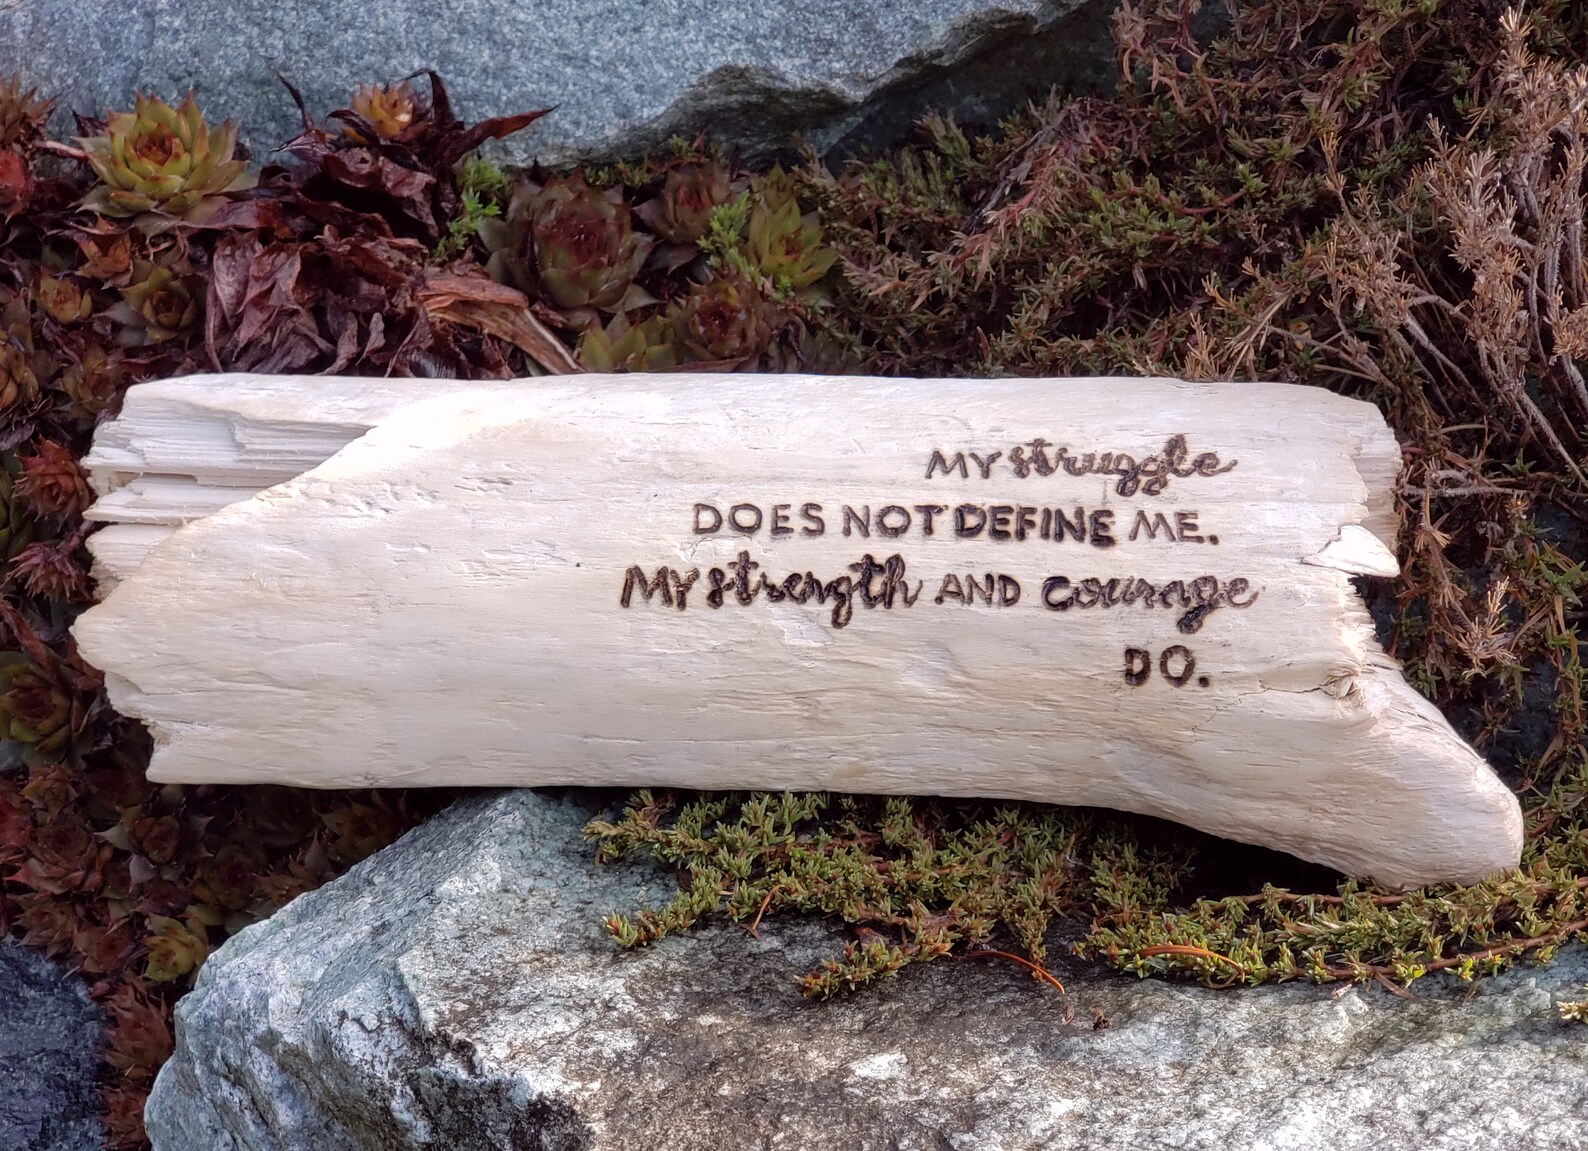 MY struggle
DOES NOT DEFINE ME.
MY strength AND courage
DO.